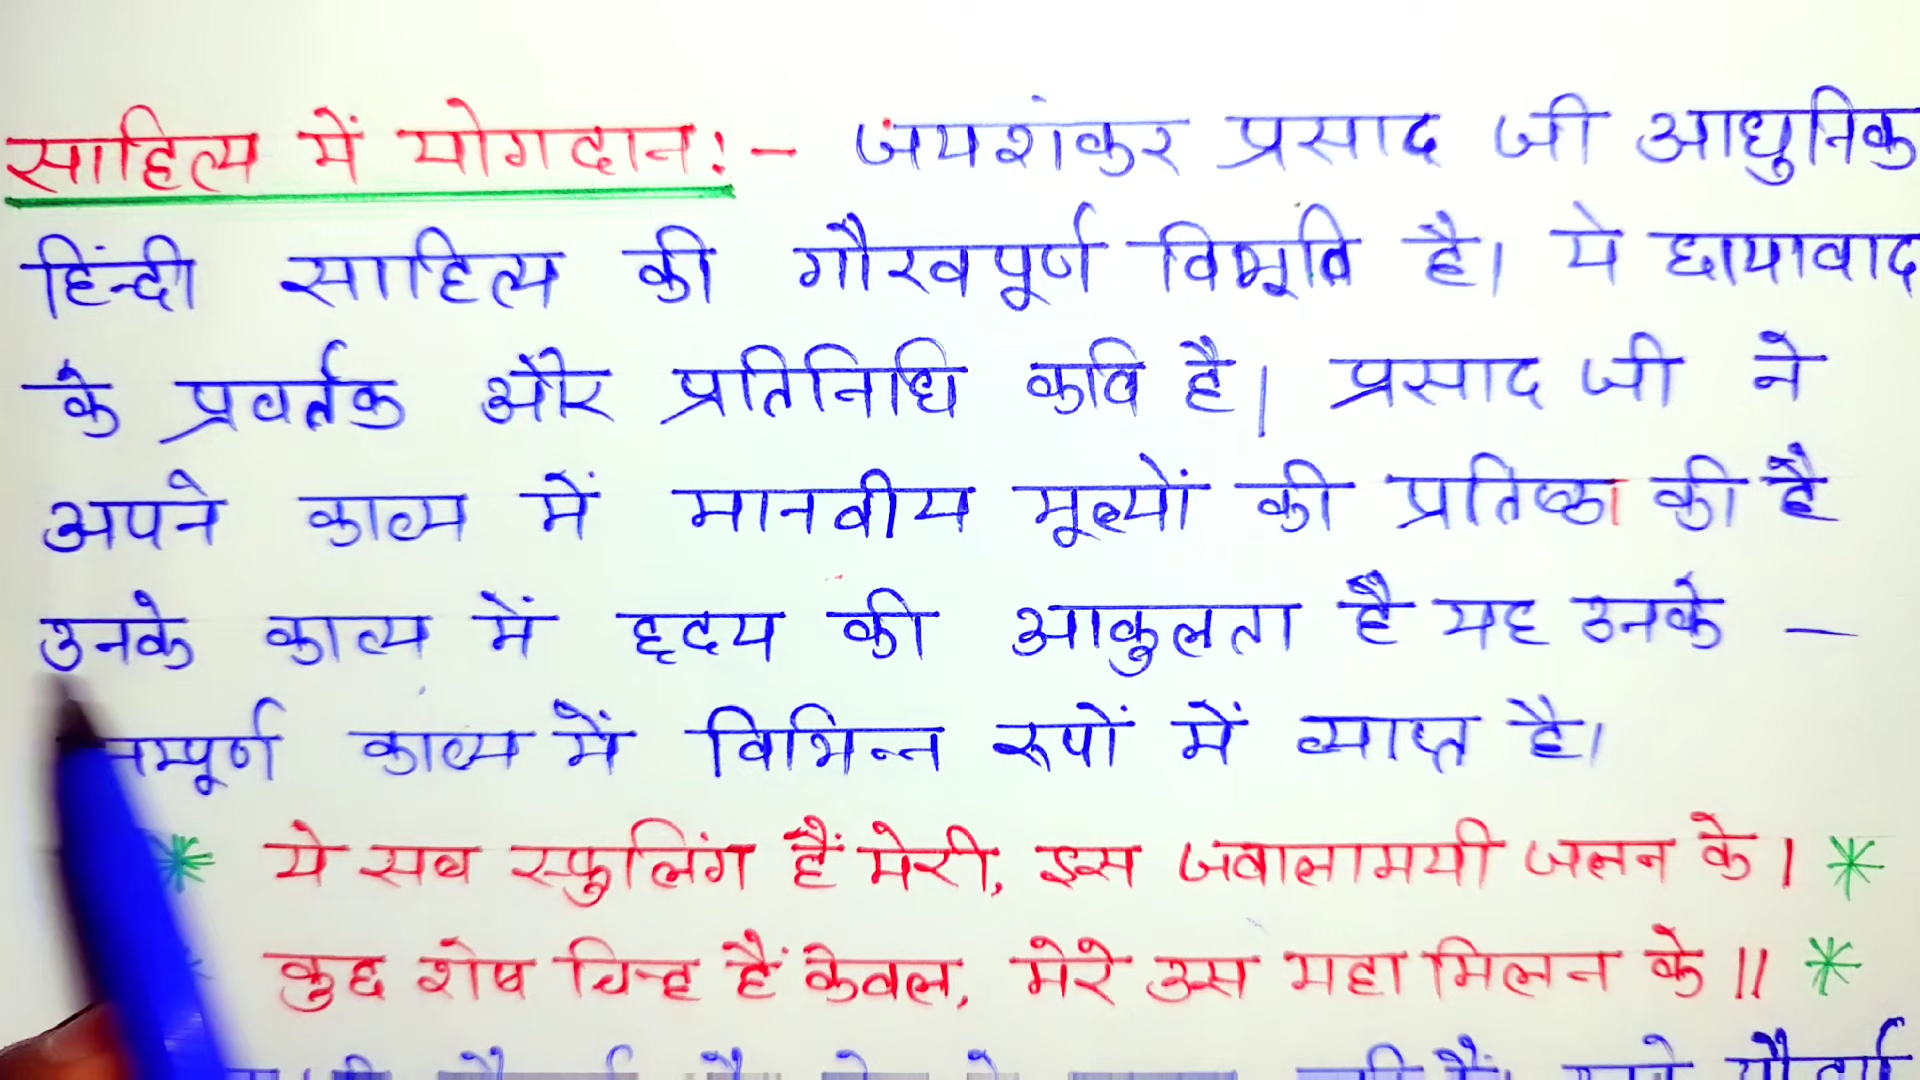 साहित्य में योगदान:- जयशंकर प्रसाद जी आधुनिक
हिंन्दी साहित्य की गौरवपूर्ण विभूति है। ये छायावाद
के प्रवर्तक और प्रतिनिधि कवि है। प्रसाद जी ने
अपने काव्य में मानवीय मूल्यों की प्रतिष्ठा की है
उनके काव्य में हृदय की आकुलता है यह उनके –
सम्पूर्ण काव्य में विभिन्न रूपों में व्याप्त है।
ये सब स्फुलिंग हैं मेरी, इस जवालामयी जलन के।
कुछ शेष चिन्ह हैं केवल, मेरे उस महा मिलन के॥